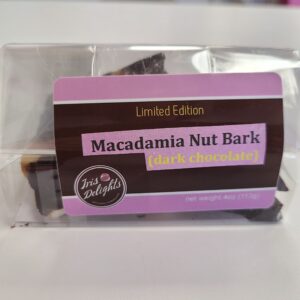 Limited Edition
Macadamia Nut Bark
(dark chocolate)
Iris
Delights
net weight 4oz (113g)